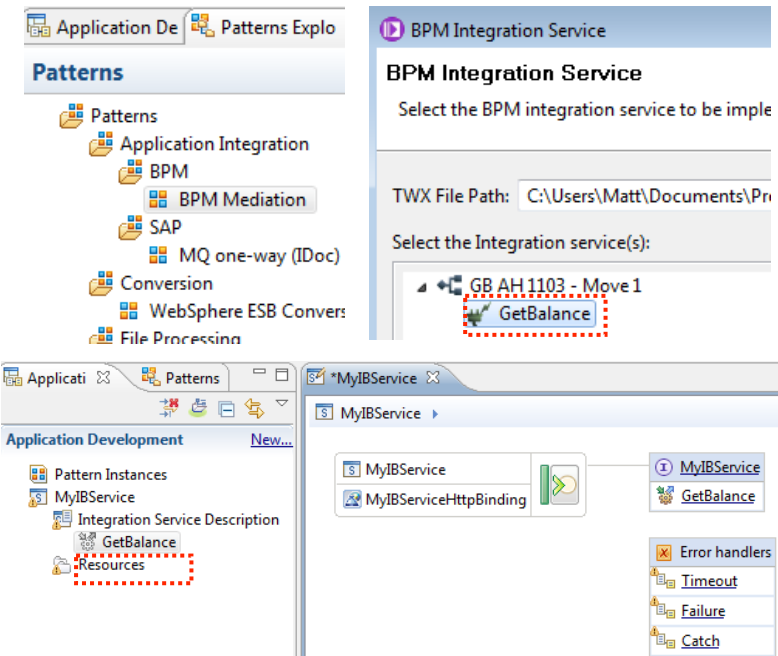 Application De
Patterns Explo
Patterns
Patterns
Application Integration
BPM
BPM Mediation
SAP
MQ one-way (IDoc)
Conversion
WebSphere ESB Convers
File Processing
BPM Integration Service
BPM Integration Service
Select the BPM integration service to be imple
TWX File Path: C:\Users\Matt\Documents\Pr
Select the Integration service(s):
GB AH 1103 - Move 1
GetBalance
Applicati
Patterns
Application Development New...
Pattern Instances
MyIBService
Integration Service Description
GetBalance
Resources
*MyIBService
MyIBService
MyIBService
MyIBServiceHttpBinding
MyIBService
GetBalance
Error handlers
Timeout
Failure
Catch